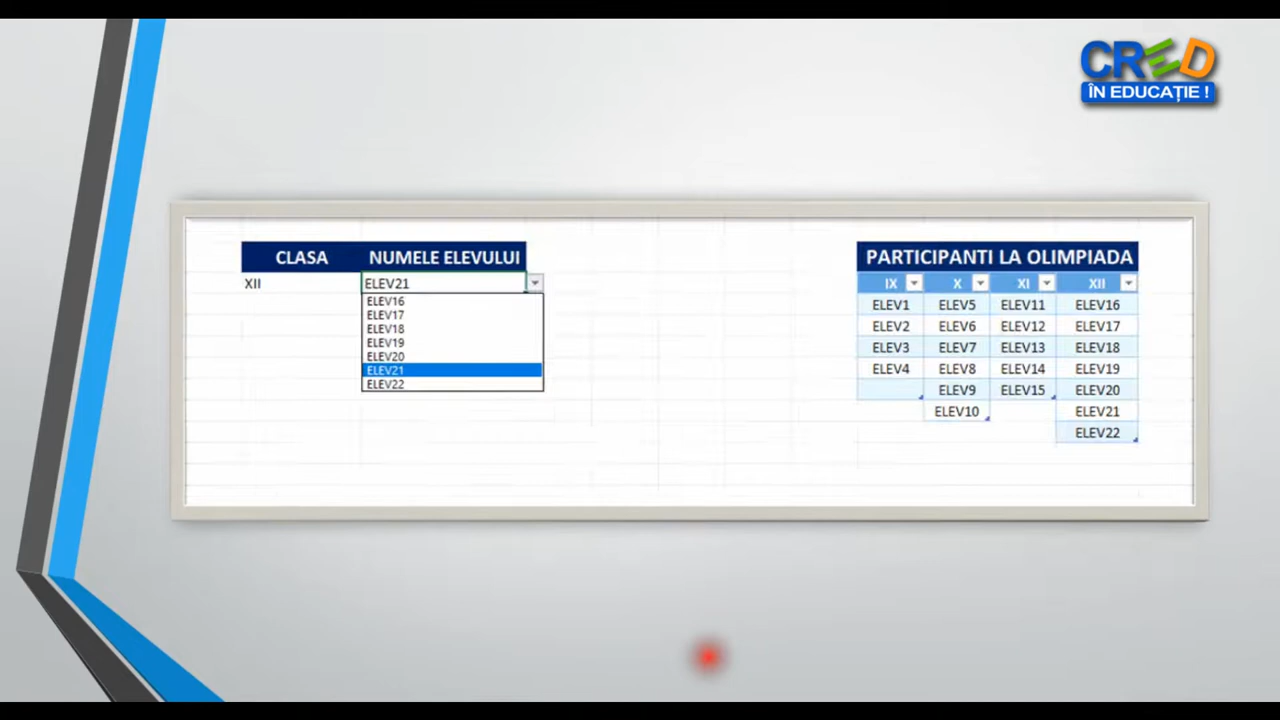 CRED
ÎN EDUCAȚIE !
CLASA NUMELE ELEVULUI
XII ELEV21
ELEV16
ELEV17
ELEV18
ELEV19
ELEV20
ELEV21
ELEV22
PARTICIPANTI LA OLIMPIADA
IX X XI XII
ELEV1 ELEV5 ELEV11 ELEV16
ELEV2 ELEV6 ELEV12 ELEV17
ELEV3 ELEV7 ELEV13 ELEV18
ELEV4 ELEV8 ELEV14 ELEV19
ELEV9 ELEV15 ELEV20
ELEV10 ELEV21
ELEV22